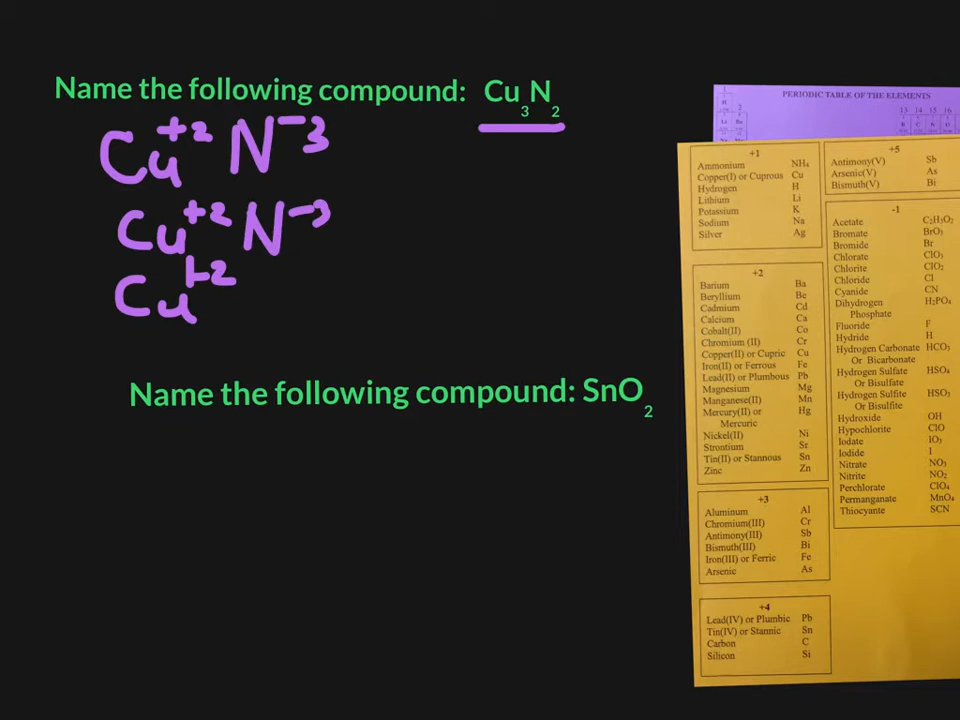 Name the following compound: Cu₃N₂
Cu⁺² N⁻³
Cu⁺² N⁻³
Cu⁺²
Name the following compound: SnO₂
PERIODIC TABLE OF THE ELEMENTS
13 14 15 16
+1
Ammonium NH₄
Copper(I) or Cuprous Cu
Hydrogen H
Lithium Li
Potassium K
Sodium Na
Silver Ag
+2
Barium Ba
Beryllium Be
Cadmium Cd
Calcium Ca
Cobalt(II) Co
Chromium (II) Cr
Copper(II) or Cupric Cu
Iron(II) or Ferrous Fe
Lead(II) or Plumbous Pb
Magnesium Mg
Manganese(II) Mn
Mercury(II) or Hg
Mercuric
Nickel(II) Ni
Strontium Sr
Tin(II) or Stannous Sn
Zinc Zn
+3
Aluminum Al
Chromium(III) Cr
Antimony(III) Sb
Bismuth(III) Bi
Iron(III) or Ferric Fe
Arsenic As
+4
Lead(IV) or Plumbic Pb
Tin(IV) or Stannic Sn
Carbon C
Silicon Si
+5
Antimony(V) Sb
Arsenic(V) As
Bismuth(V) Bi
-1
Acetate C₂H₃O₂
Bromate BrO₃
Bromide Br
Chlorate ClO₃
Chlorite ClO₂
Chloride Cl
Cyanide CN
Dihydrogen H₂PO₄
Phosphate
Fluoride F
Hydride H
Hydrogen Carbonate HCO₃
Or Bicarbonate
Hydrogen Sulfate HSO₄
Or Bisulfate
Hydrogen Sulfite HSO₃
Or Bisulfite
Hydroxide OH
Hypochlorite ClO
Iodate IO₃
Iodide I
Nitrate NO₃
Nitrite NO₂
Perchlorate ClO₄
Permanganate MnO₄
Thiocyante SCN